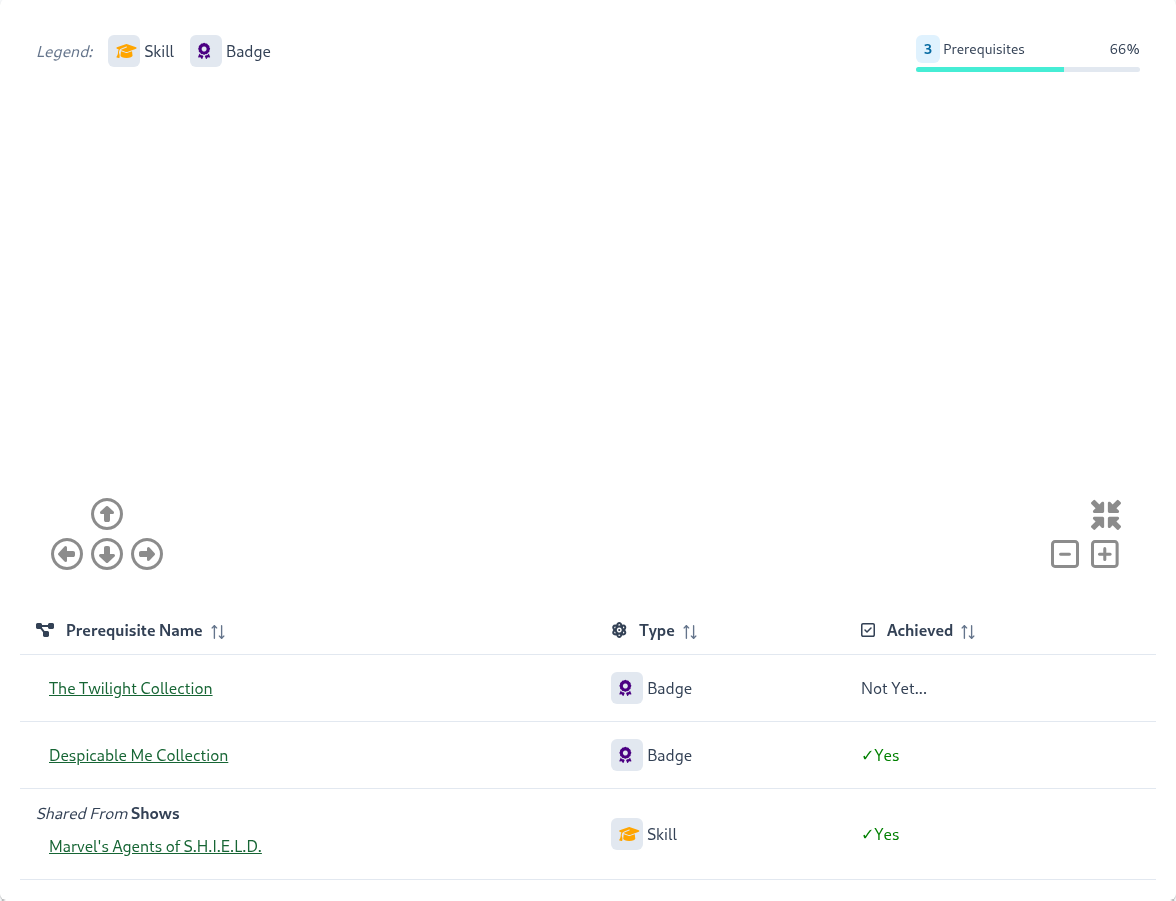 Legend: Skill Badge
3 Prerequisites 66%
Prerequisite Name Type Achieved
The Twilight Collection Badge Not Yet...
Despicable Me Collection Badge ✓Yes
Shared From Shows
Marvel's Agents of S.H.I.E.L.D. Skill ✓Yes